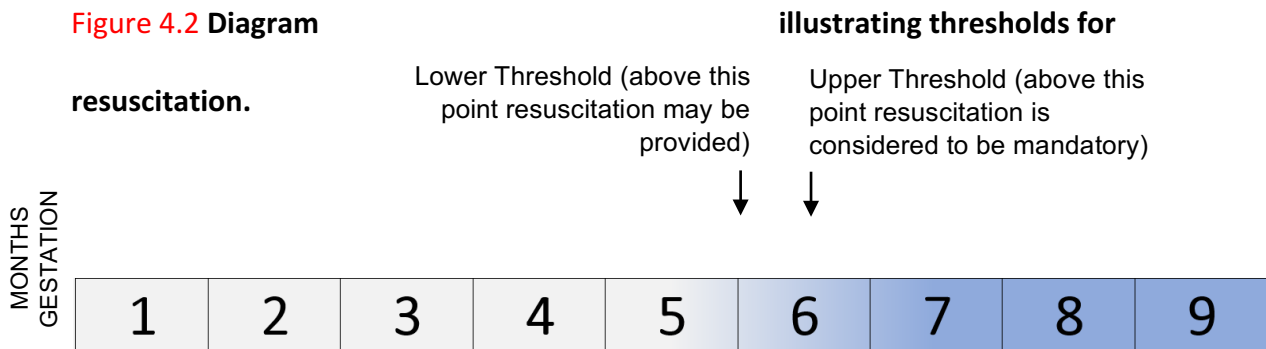 Figure 4.2 Diagram illustrating thresholds for
resuscitation.
Lower Threshold (above this
point resuscitation may be
provided)
Upper Threshold (above this
point resuscitation is
considered to be mandatory)
MONTHS
GESTATION
1 2 3 4 5 6 7 8 9